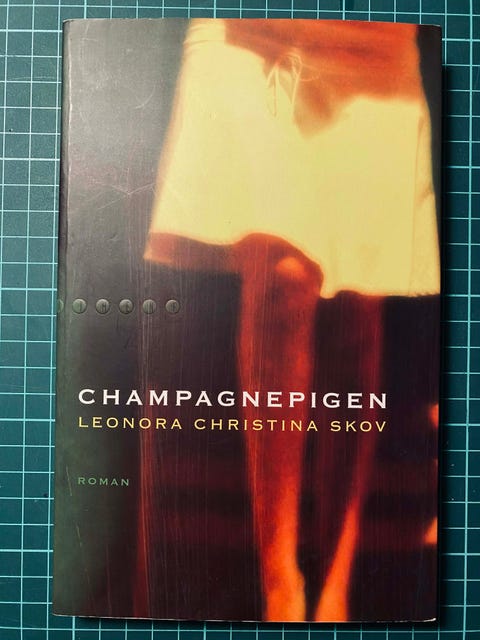 CHAMPAGNEPIGEN
LEONORA CHRISTINA SKOV
ROMAN